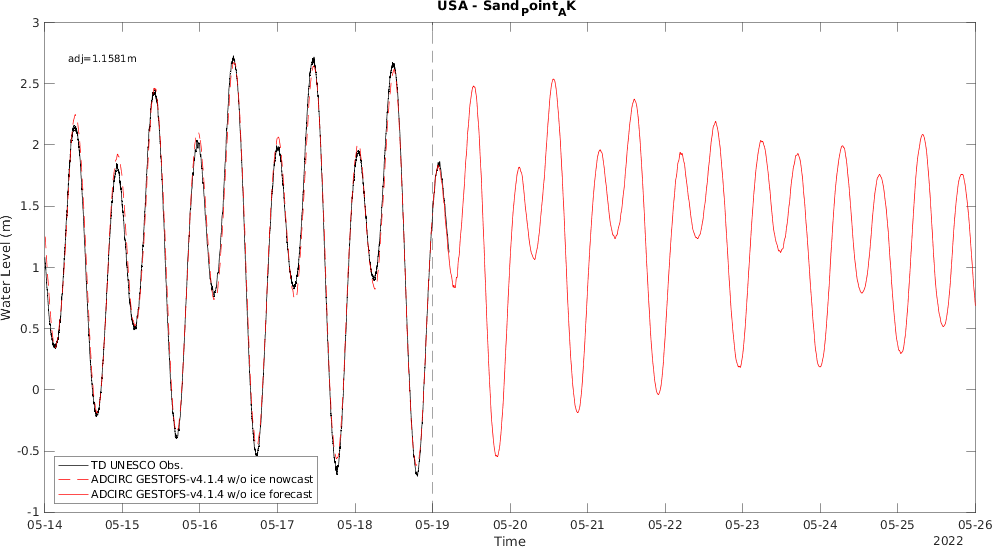 USA - SandPointAK
adj=1.1581m
Water Level (m)
3
2.5
2
1.5
1
0.5
0
-0.5
-1
TD UNESCO Obs.
ADCIRC GESTOFS-v4.1.4 w/o ice nowcast
ADCIRC GESTOFS-v4.1.4 w/o ice forecast
05-14 05-15 05-16 05-17 05-18 05-19 05-20 05-21 05-22 05-23 05-24 05-25 05-26
Time
2022